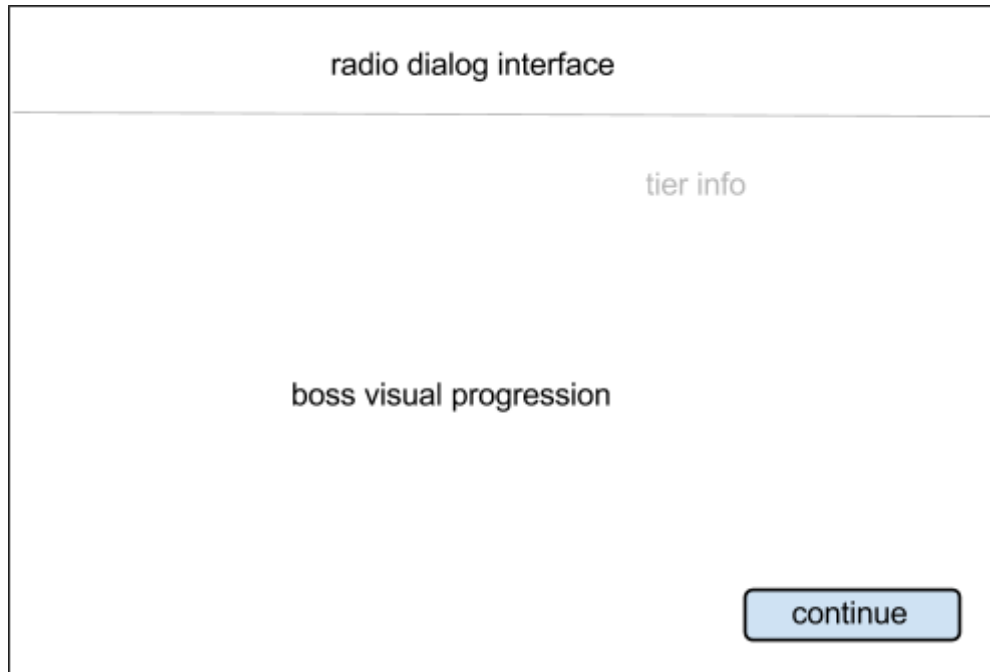 radio dialog interface
tier info
boss visual progression
continue